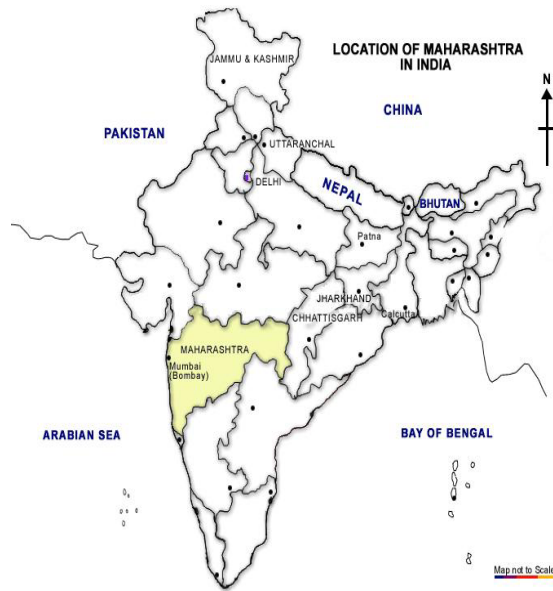 LOCATION OF MAHARASHTRA
IN INDIA
JAMMU & KASHMIR
N
CHINA
PAKISTAN
UTTARANCHAL
DELHI
NEPAL
BHUTAN
Patna
JHARKHAND
CHHATTISGARH
Calcutta
MAHARASHTRA
Mumbai
(Bombay)
ARABIAN SEA
BAY OF BENGAL
Map not to Scale